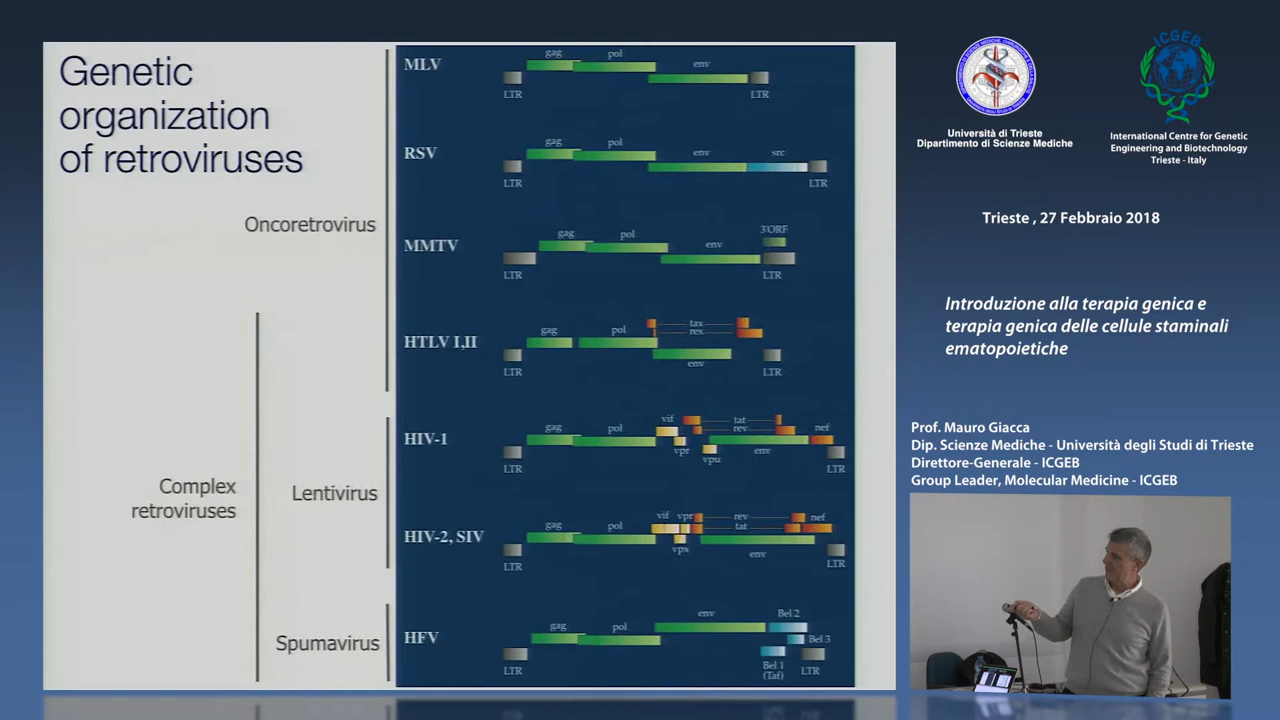 Genetic
organization
of retroviruses
Oncoretrovirus
Complex
retroviruses
Lentivirus
Spumavirus
MLV
gag
pol
env
LTR
LTR
RSV
gag
pol
env
src
LTR
LTR
MMTV
gag
pol
env
3'ORF
LTR
LTR
HTLV I,II
gag
pol
tax
rex
env
LTR
LTR
HIV-1
gag
pol
vif
vpr
vpu
tat
rev
env
nef
LTR
LTR
HIV-2, SIV
gag
pol
vif
vpr
vpx
rev
tat
env
nef
LTR
LTR
HFV
gag
pol
env
Bel 2
Bel 3
Bel 1
(Taf)
LTR
LTR
Università di Trieste
Dipartimento di Scienze Mediche
ICGEB
International Centre for Genetic
Engineering and Biotechnology
Trieste - Italy
Trieste , 27 Febbraio 2018
Introduzione alla terapia genica e
terapia genica delle cellule staminali
ematopoietiche
Prof. Mauro Giacca
Dip. Scienze Mediche - Università degli Studi di Trieste
Direttore-Generale - ICGEB
Group Leader, Molecular Medicine - ICGEB